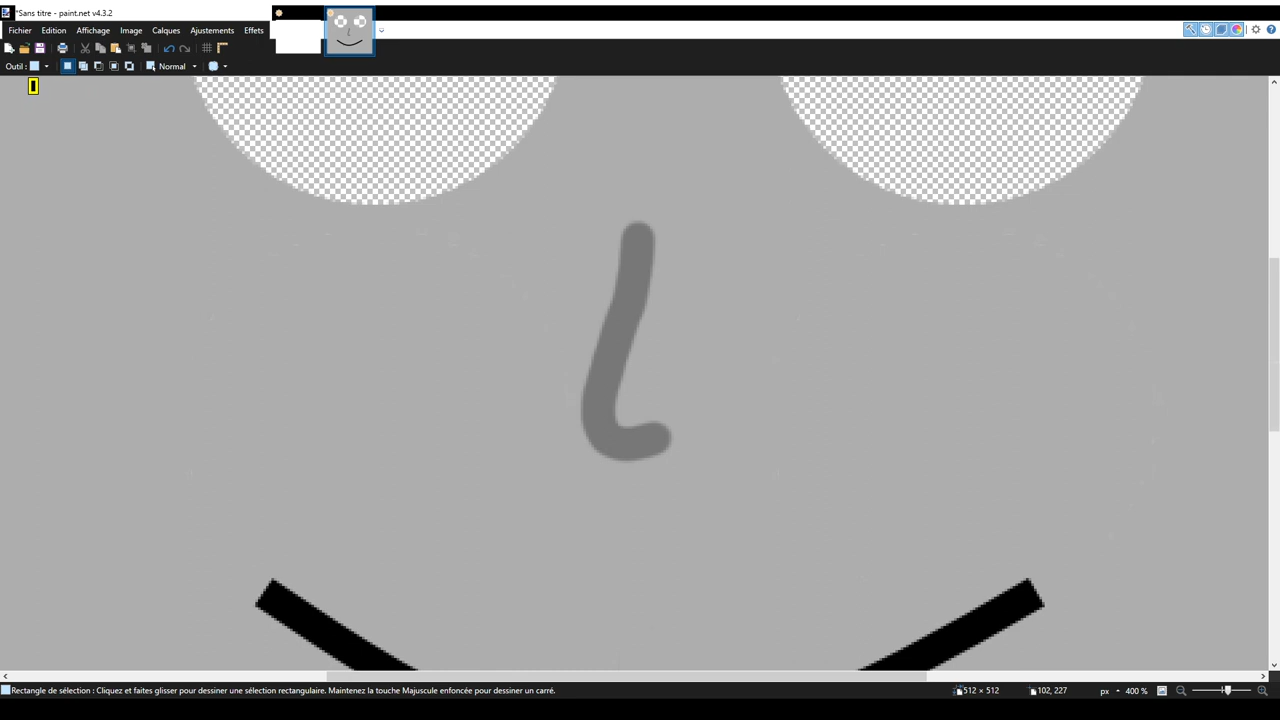 *Sans titre - paint.net v4.3.2
Fichier Edition Affichage Image Calques Ajustements Effets
Outil : Normal
Rectangle de sélection : Cliquez et faites glisser pour dessiner une sélection rectangulaire. Maintenez la touche Majuscule enfoncée pour dessiner un carré. 512 × 512 102, 227 px 400 %